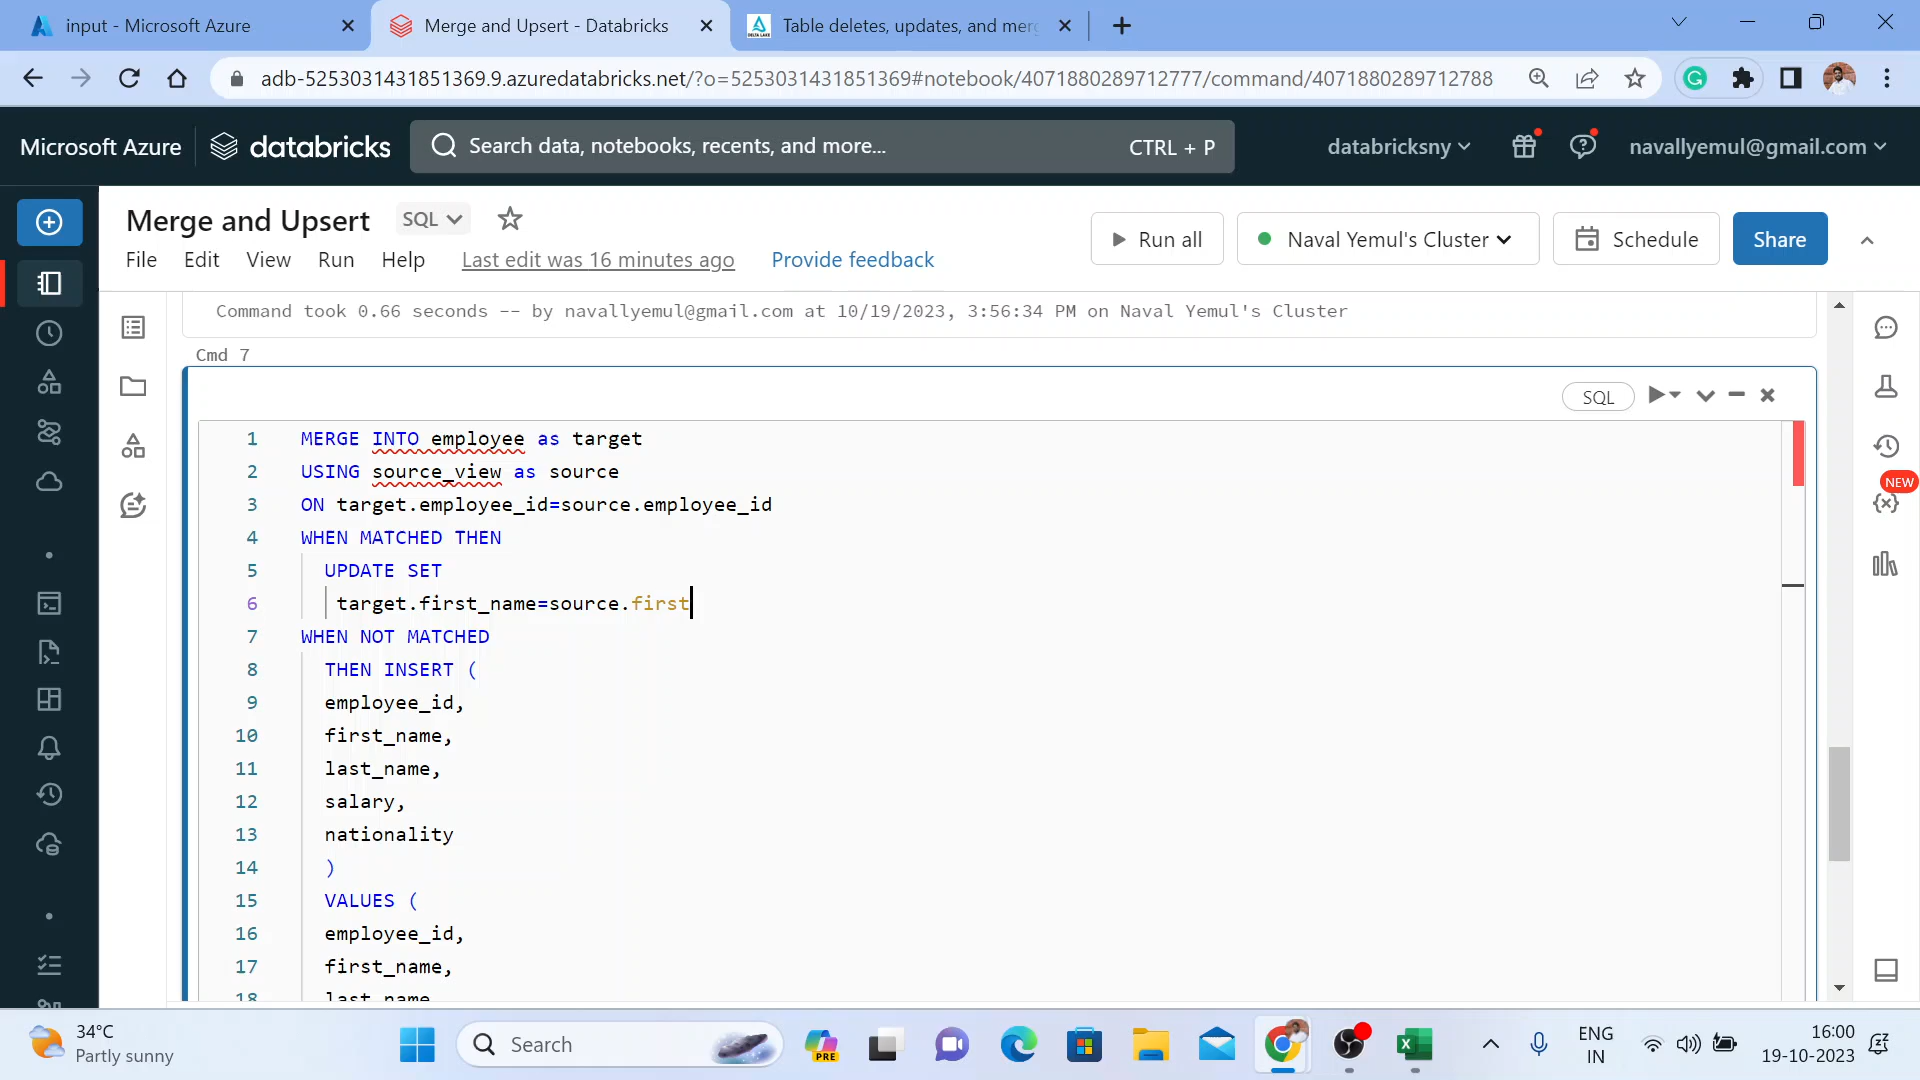 input - Microsoft Azure
Merge and Upsert - Databricks
Table deletes, updates, and mer
adb-5253031431851369.9.azuredatabricks.net/?o=5253031431851369#notebook/4071880289712777/command/4071880289712788
Microsoft Azure
databricks
Search data, notebooks, recents, and more...
CTRL + P
databricksny
navallyemul@gmail.com
Merge and Upsert
SQL
File
Edit
View
Run
Help
Last edit was 16 minutes ago
Provide feedback
Run all
Naval Yemul's Cluster
Schedule
Share
Command took 0.66 seconds -- by navallyemul@gmail.com at 10/19/2023, 3:56:34 PM on Naval Yemul's Cluster
Cmd 7
SQL
NEW
1 MERGE INTO employee as target
2 USING source_view as source
3 ON target.employee_id=source.employee_id
4 WHEN MATCHED THEN
5 UPDATE SET
6 target.first_name=source.first
7 WHEN NOT MATCHED
8 THEN INSERT (
9 employee_id,
10 first_name,
11 last_name,
12 salary,
13 nationality
14 )
15 VALUES (
16 employee_id,
17 first_name,
18 last_name
34°C
Partly sunny
Search
PRE
ENG
IN
16:00
19-10-2023